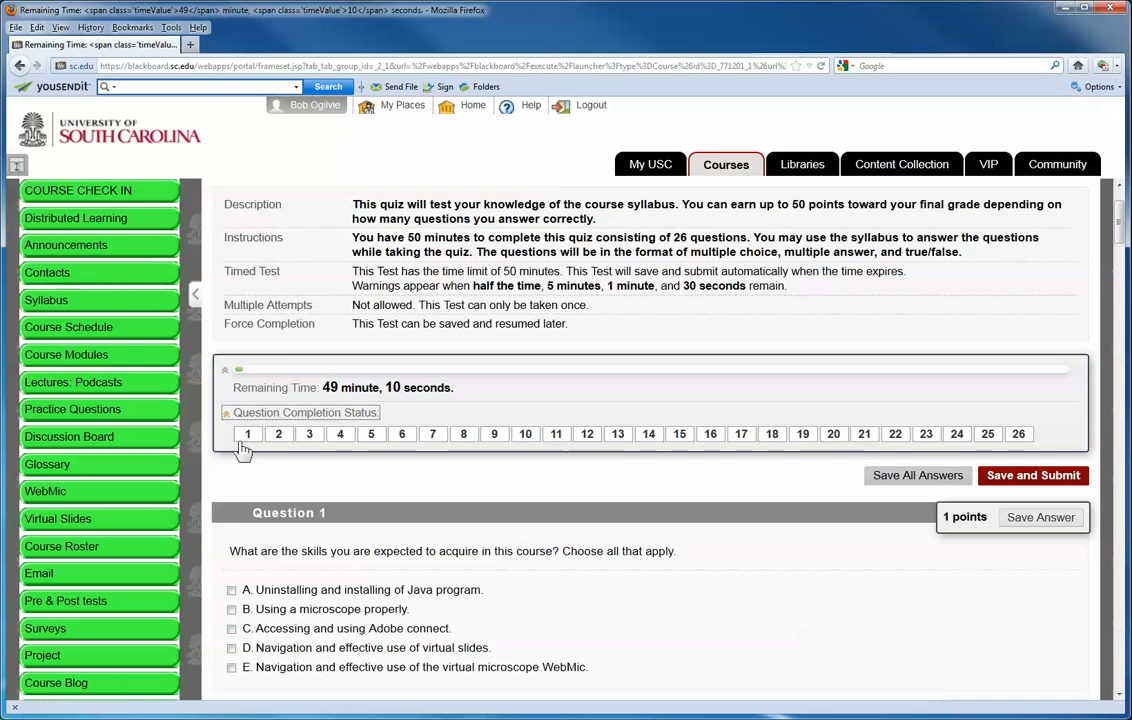 Remaining Time: <span class='timeValue'>49</span> minute, <span class='timeValue'>10</span> seconds. - Mozilla Firefox
File Edit View History Bookmarks Tools Help
Remaining Time: <span class='timeValu... +
sc.edu https://blackboard.sc.edu/webapps/portal/frameset.jsp?tab_tab_group_id=_2_1&url=%2Fwebapps%2Fblackboard%2Fexecute%2Flauncher%3Ftype%3DCourse%26id%3D_771201_1%26url% Google
YOUSENDiT Search Send File Sign Folders Options
Bob Ogilvie My Places Home Help Logout
UNIVERSITY OF
SOUTH CAROLINA
My USC Courses Libraries Content Collection VIP Community
COURSE CHECK IN
Distributed Learning
Announcements
Contacts
Syllabus
Course Schedule
Course Modules
Lectures: Podcasts
Practice Questions
Discussion Board
Glossary
WebMic
Virtual Slides
Course Roster
Email
Pre & Post tests
Surveys
Project
Course Blog
Description This quiz will test your knowledge of the course syllabus. You can earn up to 50 points toward your final grade depending on
how many questions you answer correctly.
Instructions You have 50 minutes to complete this quiz consisting of 26 questions. You may use the syllabus to answer the questions
while taking the quiz. The questions will be in the format of multiple choice, multiple answer, and true/false.
Timed Test This Test has the time limit of 50 minutes. This Test will save and submit automatically when the time expires.
Warnings appear when half the time, 5 minutes, 1 minute, and 30 seconds remain.
Multiple Attempts Not allowed. This Test can only be taken once.
Force Completion This Test can be saved and resumed later.
Remaining Time: 49 minute, 10 seconds.
Question Completion Status:
1 2 3 4 5 6 7 8 9 10 11 12 13 14 15 16 17 18 19 20 21 22 23 24 25 26
Save All Answers Save and Submit
Question 1 1 points Save Answer
What are the skills you are expected to acquire in this course? Choose all that apply.
A. Uninstalling and installing of Java program.
B. Using a microscope properly.
C. Accessing and using Adobe connect.
D. Navigation and effective use of virtual slides.
E. Navigation and effective use of the virtual microscope WebMic.